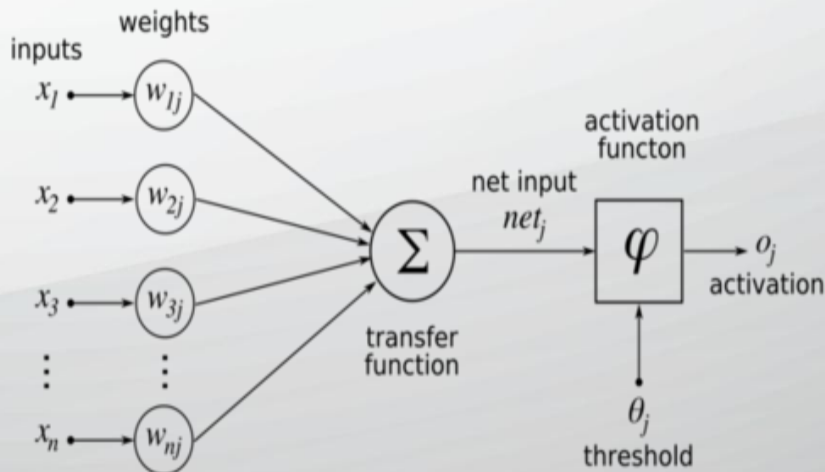 weights
inputs
x1
w1j
activation
functon
x2
w2j
net input
netj
Σ
φ
oj
activation
x3
w3j
transfer
function
θj
threshold
xn
wnj